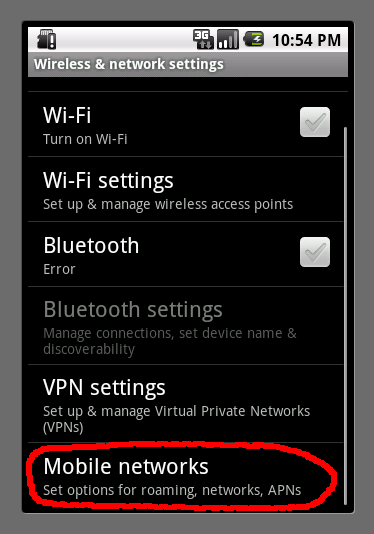 3G 10:54 PM
Wireless & network settings
Wi-Fi
Turn on Wi-Fi
Wi-Fi settings
Set up & manage wireless access points
Bluetooth
Error
Bluetooth settings
Manage connections, set device name &
discoverability
VPN settings
Set up & manage Virtual Private Networks
(VPNs)
Mobile networks
Set options for roaming, networks, APNs